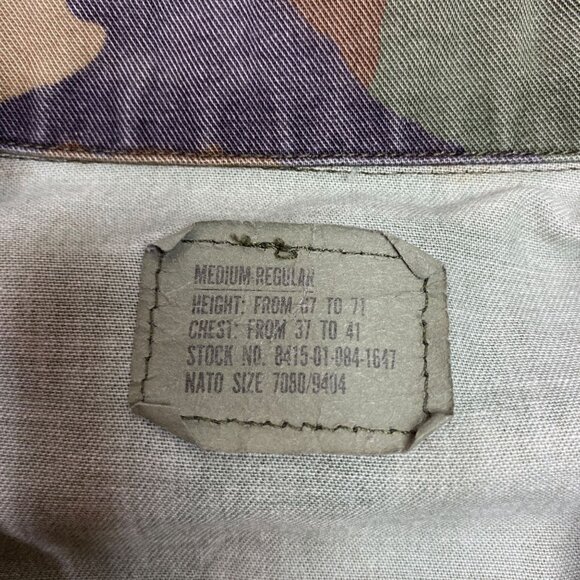 MEDIUM-REGULAR
HEIGHT: FROM 67 TO 71
CHEST: FROM 37 TO 41
STOCK NO. 8415-01-084-1647
NATO SIZE 7080/9404